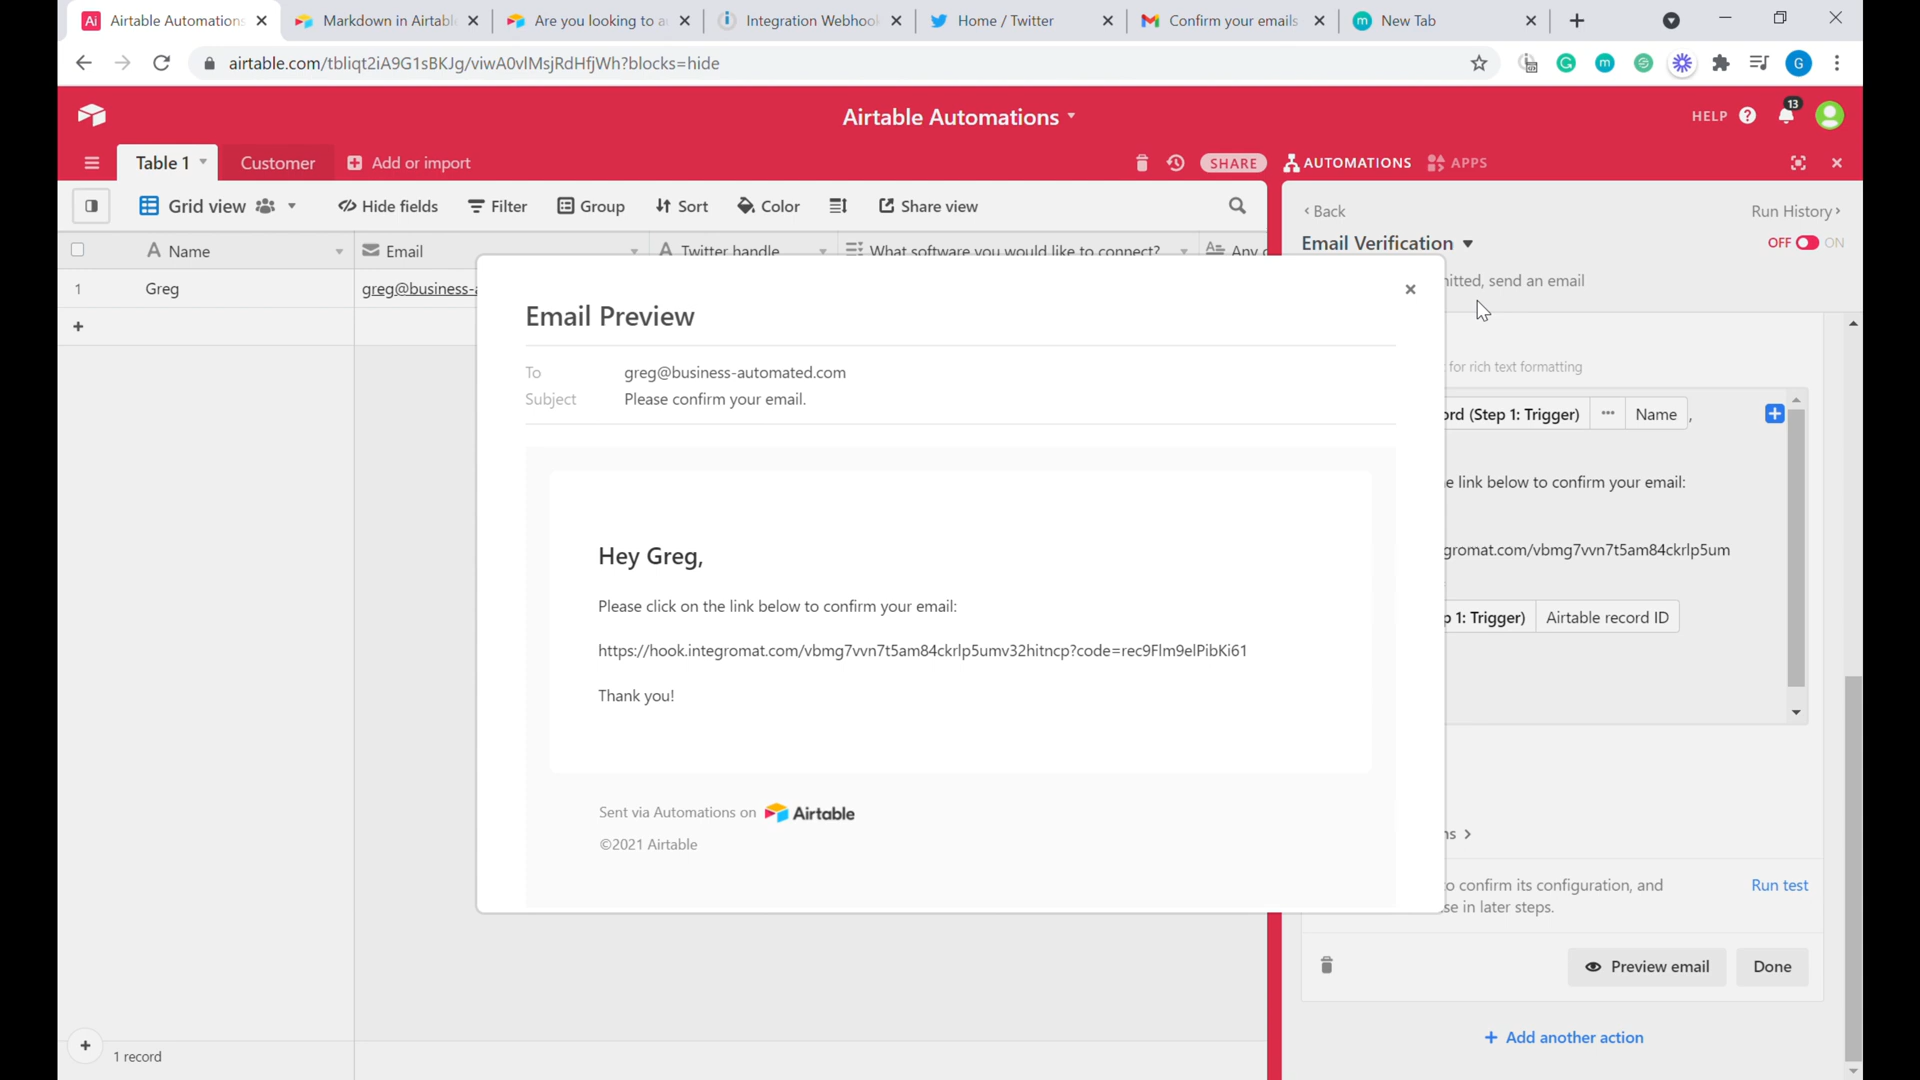 Ai Airtable Automations
Markdown in Airtabl
Are you looking to a
Integration Webhook
Home / Twitter
Confirm your emails
m New Tab
airtable.com/tbliqt2iA9G1sBKJg/viwA0vlMsjRdHfjWh?blocks=hide
G
Airtable Automations
HELP
13
Table 1
Customer
Add or import
SHARE
AUTOMATIONS
APPS
Grid view
Hide fields
Filter
Group
Sort
Color
Share view
Name
Email
Twitter handle
What software you would like to connect?
Any
1
Greg
greg@business-a
1 record
Back
Run History
Email Verification
OFF
ON
itted, send an email
for rich text formatting
ord (Step 1: Trigger)
Name
,
e link below to confirm your email:
gromat.com/vbmg7vvn7t5am84ckrlp5um
p 1: Trigger)
Airtable record ID
ns
o confirm its configuration, and
se in later steps.
Run test
Preview email
Done
Add another action
Email Preview
To greg@business-automated.com
Subject Please confirm your email.
Hey Greg,
Please click on the link below to confirm your email:
https://hook.integromat.com/vbmg7vvn7t5am84ckrlp5umv32hitncp?code=rec9Flm9elPibKi61
Thank you!
Sent via Automations on Airtable
©2021 Airtable